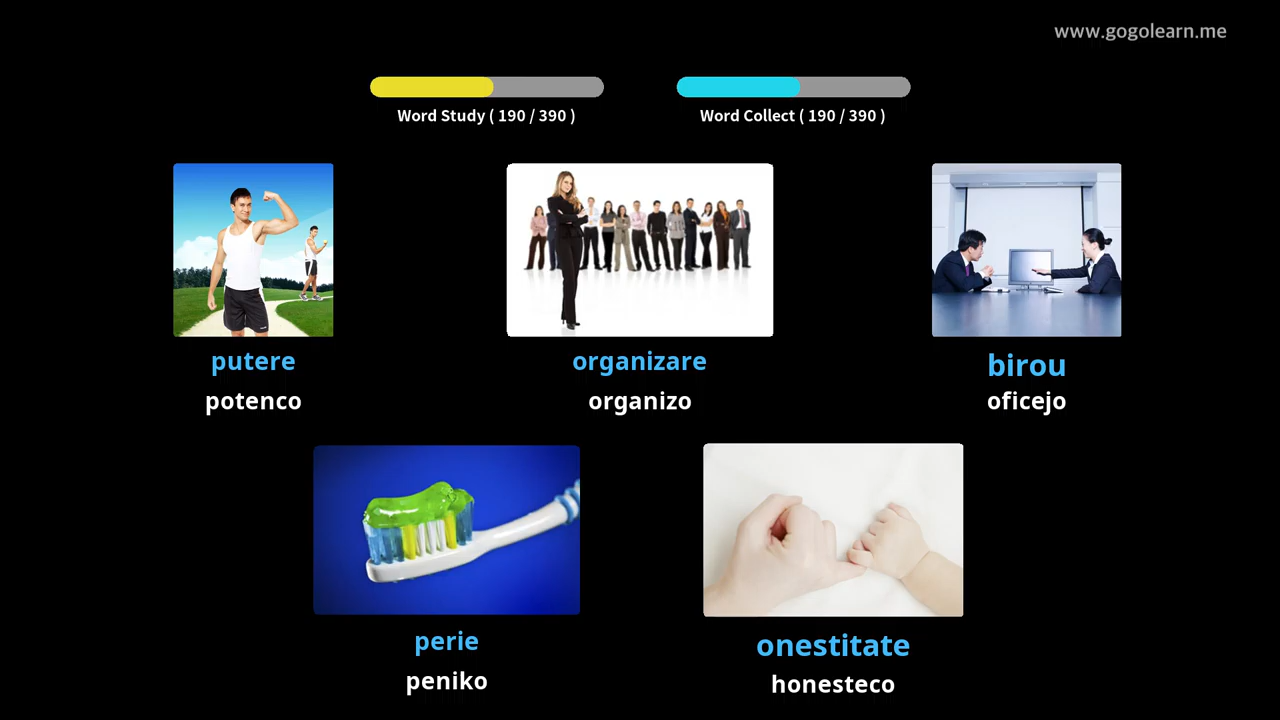 www.gogolearn.me
Word Study ( 190 / 390 )
Word Collect ( 190 / 390 )
putere
potenco
organizare
organizo
birou
oficejo
perie
peniko
onestitate
honesteco